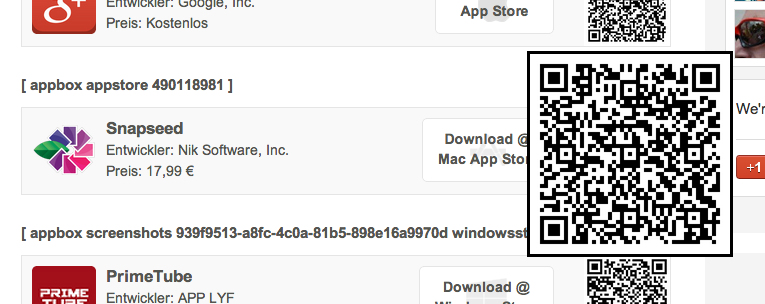 g+
Entwickler: Google, Inc.
Preis: Kostenlos
App Store
[ appbox appstore 490118981 ]
Snapseed
Entwickler: Nik Software, Inc.
Preis: 17,99 €
Download @
Mac App Stor
We'r
+1
[ appbox screenshots 939f9513-a8fc-4c0a-81b5-898e16a9970d windowsst
PRIME
PrimeTube
Entwickler: APP LYF
Download @